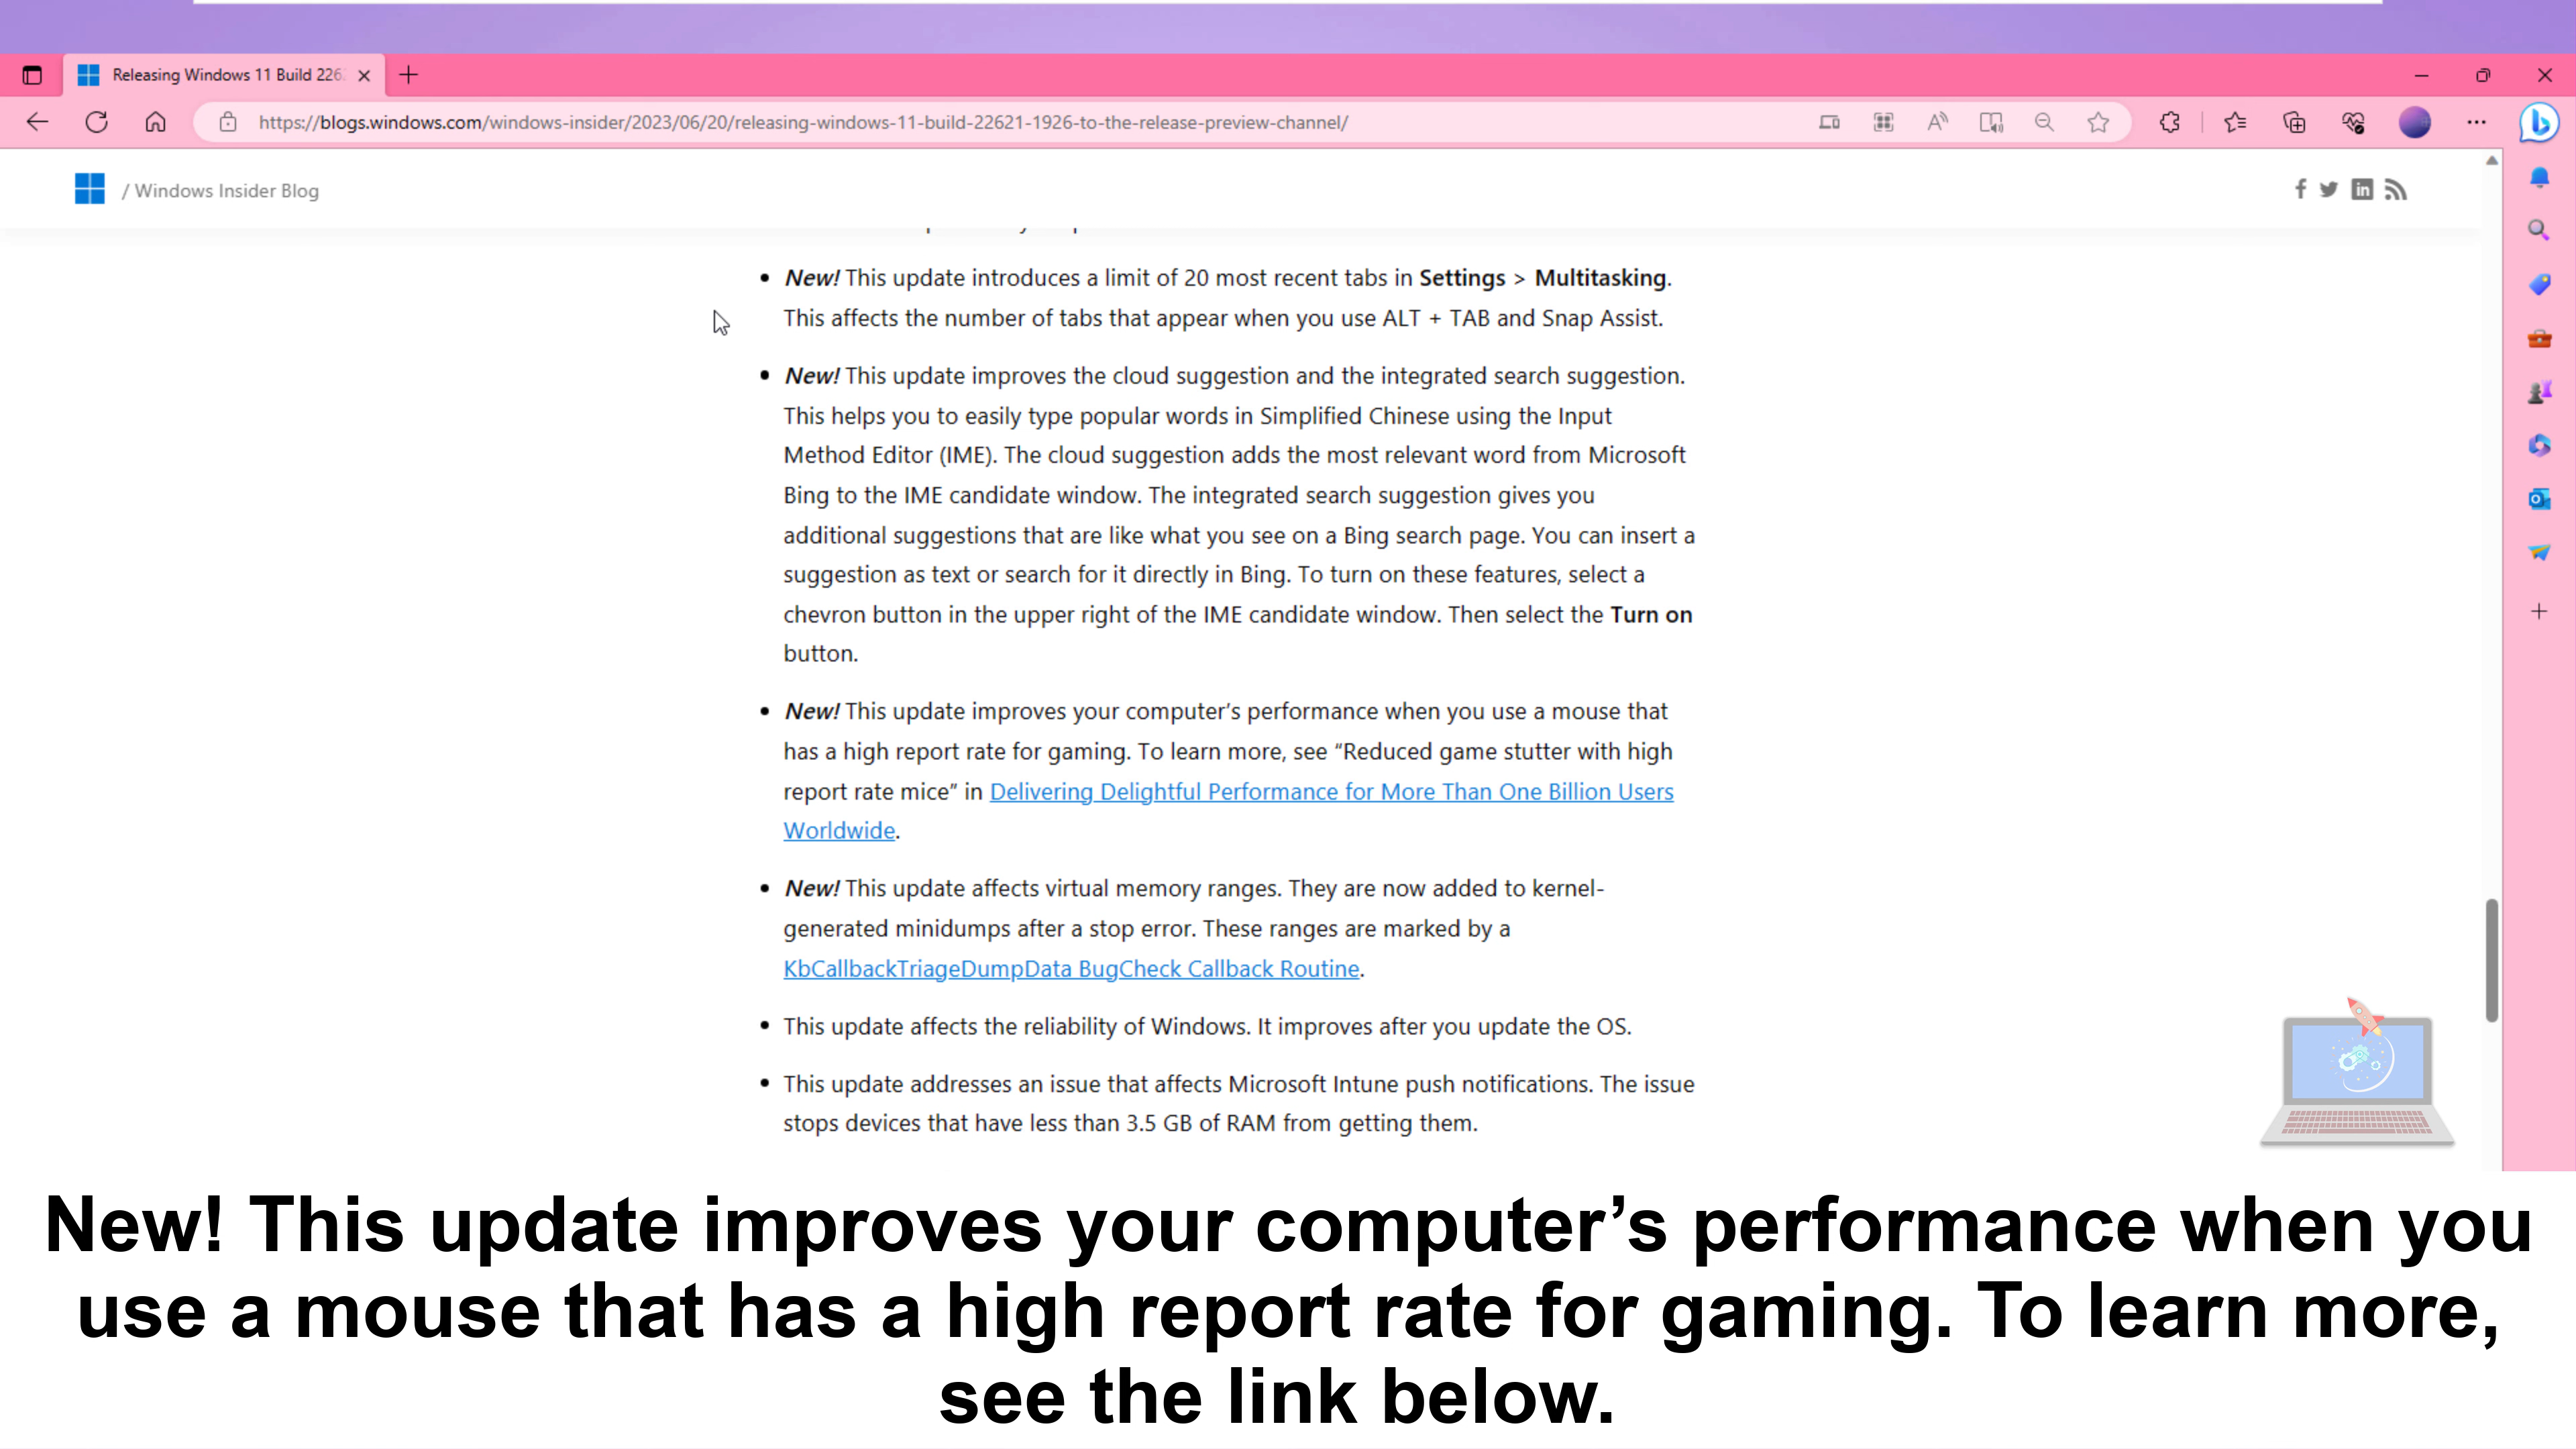 Releasing Windows 11 Build 226
https://blogs.windows.com/windows-insider/2023/06/20/releasing-windows-11-build-22621-1926-to-the-release-preview-channel/
/ Windows Insider Blog
New! This update introduces a limit of 20 most recent tabs in Settings > Multitasking.
This affects the number of tabs that appear when you use ALT + TAB and Snap Assist.
New! This update improves the cloud suggestion and the integrated search suggestion.
This helps you to easily type popular words in Simplified Chinese using the Input
Method Editor (IME). The cloud suggestion adds the most relevant word from Microsoft
Bing to the IME candidate window. The integrated search suggestion gives you
additional suggestions that are like what you see on a Bing search page. You can insert a
suggestion as text or search for it directly in Bing. To turn on these features, select a
chevron button in the upper right of the IME candidate window. Then select the Turn on
button.
New! This update improves your computer’s performance when you use a mouse that
has a high report rate for gaming. To learn more, see “Reduced game stutter with high
report rate mice” in Delivering Delightful Performance for More Than One Billion Users
Worldwide.
New! This update affects virtual memory ranges. They are now added to kernel-
generated minidumps after a stop error. These ranges are marked by a
KbCallbackTriageDumpData BugCheck Callback Routine.
This update affects the reliability of Windows. It improves after you update the OS.
This update addresses an issue that affects Microsoft Intune push notifications. The issue
stops devices that have less than 3.5 GB of RAM from getting them.
New! This update improves your computer’s performance when you
use a mouse that has a high report rate for gaming. To learn more,
see the link below.